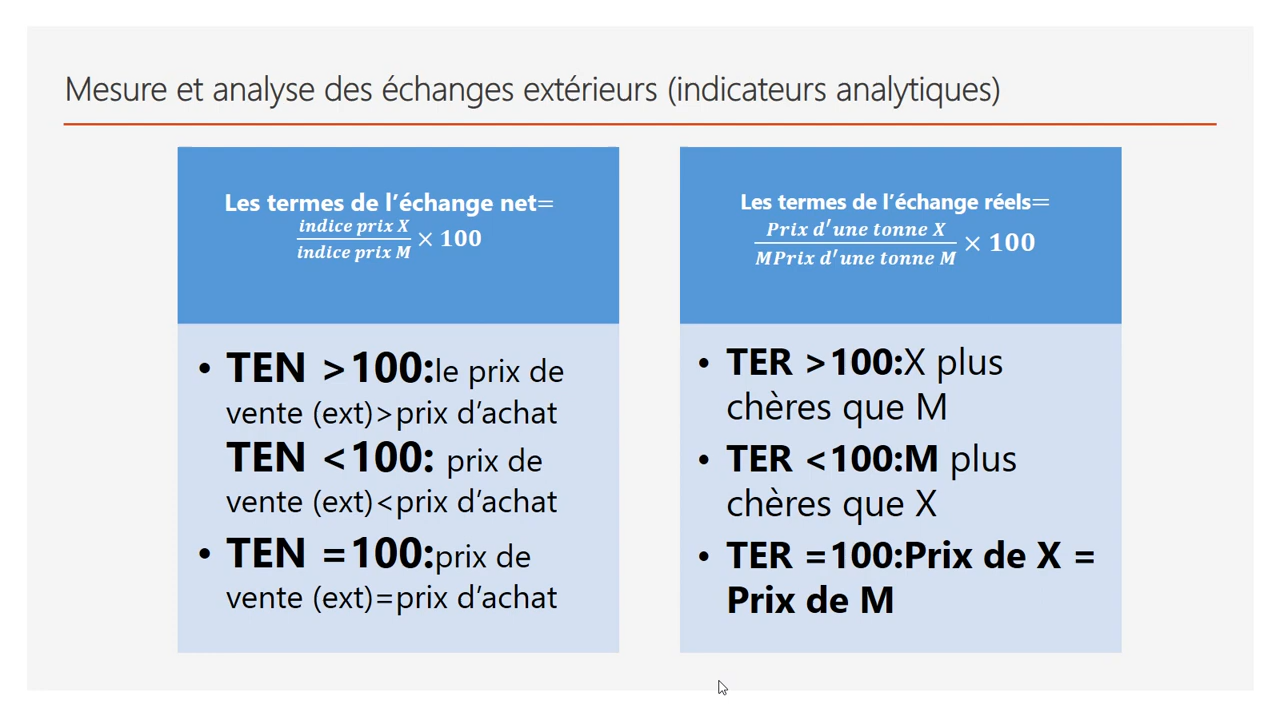 Mesure et analyse des échanges extérieurs (indicateurs analytiques)
Les termes de l’échange net=
indice prix X
indice prix M
× 100
• TEN >100:le prix de
vente (ext)>prix d’achat
TEN <100: prix de
vente (ext)<prix d’achat
• TEN =100:prix de
vente (ext)=prix d’achat
Les termes de l’échange réels=
Prix d′une tonne X
MPrix d′une tonne M
× 100
• TER >100:X plus
chères que M
• TER <100:M plus
chères que X
• TER =100:Prix de X =
Prix de M